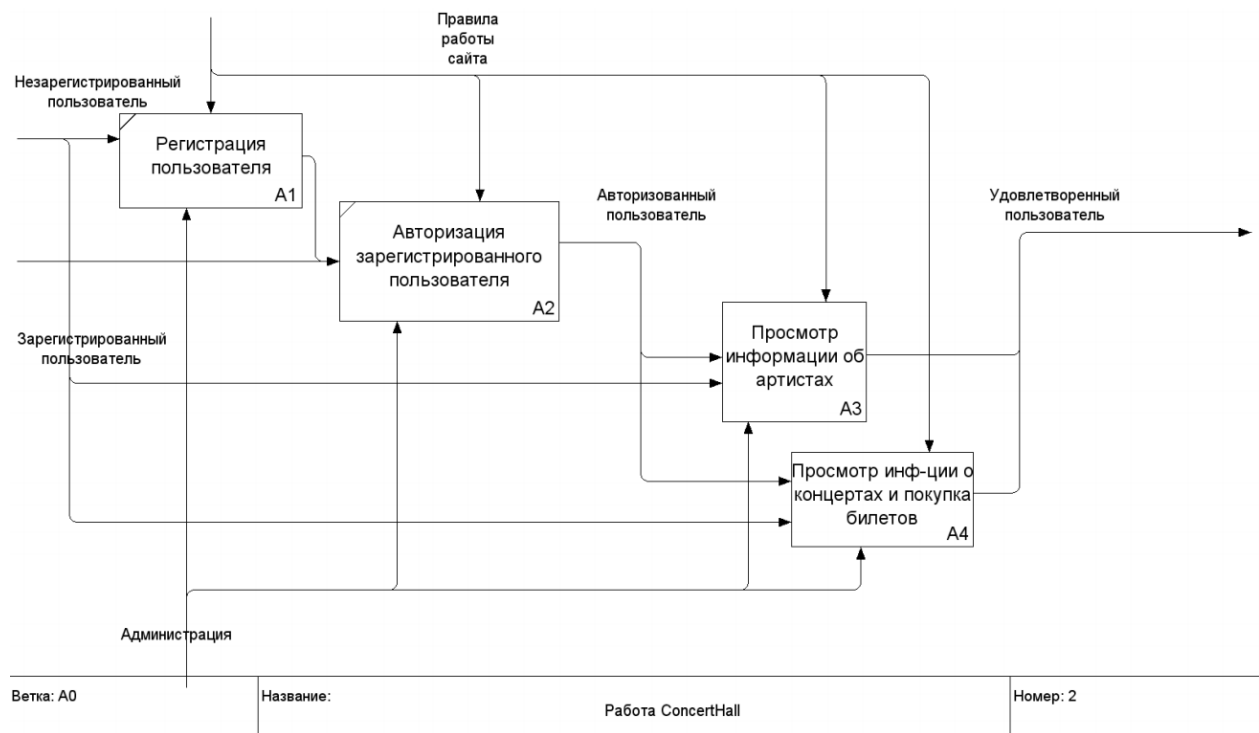 Правила
работы
сайта
Незарегистрированный
пользователь
Регистрация
пользователя
A1
Авторизация
зарегистрированного
пользователя
A2
Авторизованный
пользователь
Удовлетворенный
пользователь
Зарегистрированный
пользователь
Просмотр
информации об
артистах
A3
Просмотр инф-ции о
концертах и покупка
билетов
A4
Администрация
Ветка: A0
Название:
Работа ConcertHall
Номер: 2